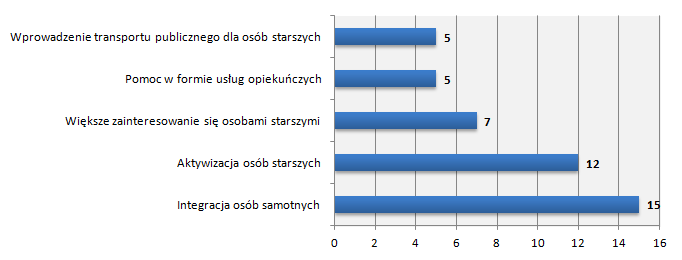 Wprowadzenie transportu publicznego dla osób starszych
5
Pomoc w formie usług opiekuńczych
5
Większe zainteresowanie się osobami starszymi
7
Aktywizacja osób starszych
12
Integracja osób samotnych
15
0 2 4 6 8 10 12 14 16